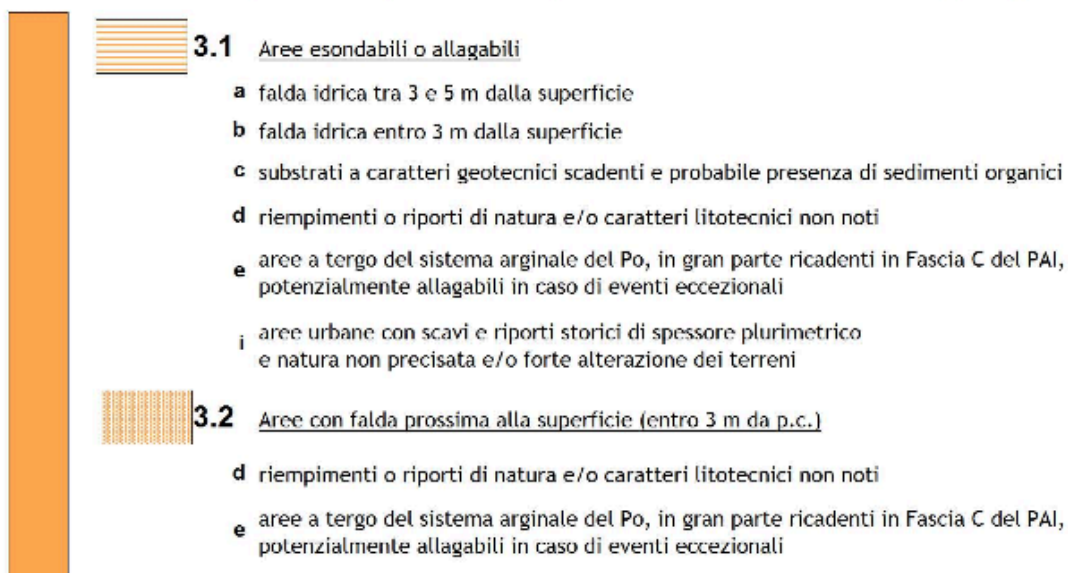 3.1 Aree esondabili o allagabili
a falda idrica tra 3 e 5 m dalla superficie
b falda idrica entro 3 m dalla superficie
c substrati a caratteri geotecnici scadenti e probabile presenza di sedimenti organici
d riempimenti o riporti di natura e/o caratteri litotecnici non noti
e aree a tergo del sistema arginale del Po, in gran parte ricadenti in Fascia C del PAI,
potenzialmente allagabili in caso di eventi eccezionali
i aree urbane con scavi e riporti storici di spessore plurimetrico
e natura non precisata e/o forte alterazione dei terreni
3.2 Aree con falda prossima alla superficie (entro 3 m da p.c.)
d riempimenti o riporti di natura e/o caratteri litotecnici non noti
e aree a tergo del sistema arginale del Po, in gran parte ricadenti in Fascia C del PAI,
potenzialmente allagabili in caso di eventi eccezionali